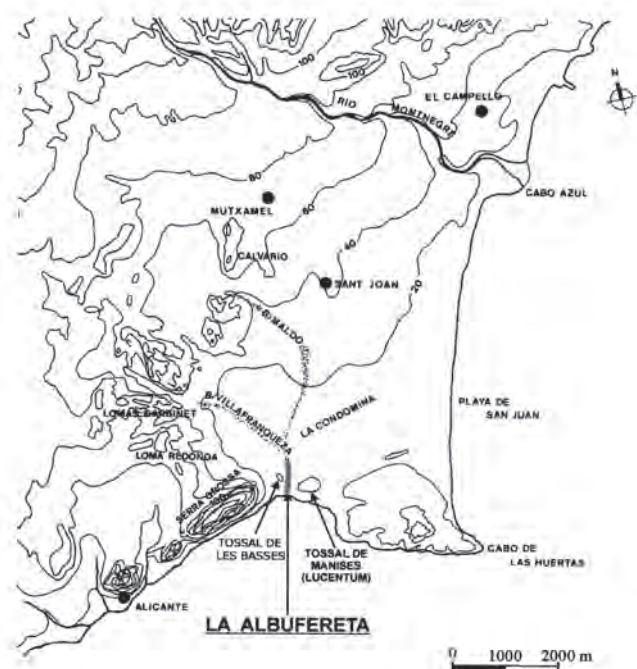 100
100
RIO
MONTNEGRE
EL CAMPELLO
N
80
CABO AZUL
MUTXAMEL
60
CALVARIO
40
SANT JOAN
20
B. MALDO
PLAYA DE
SAN JUAN
LOMAS GARBINET
B. VILLAFRANQUEZA
LA CONDOMINA
LOMA REDONDA
SERRA GROSSA
100
TOSSAL DE
LES BASSES
TOSSAL DE
MANISES
(LUCENTUM)
CABO DE
LAS HUERTAS
ALICANTE
LA ALBUFERETA
0 1000 2000 m